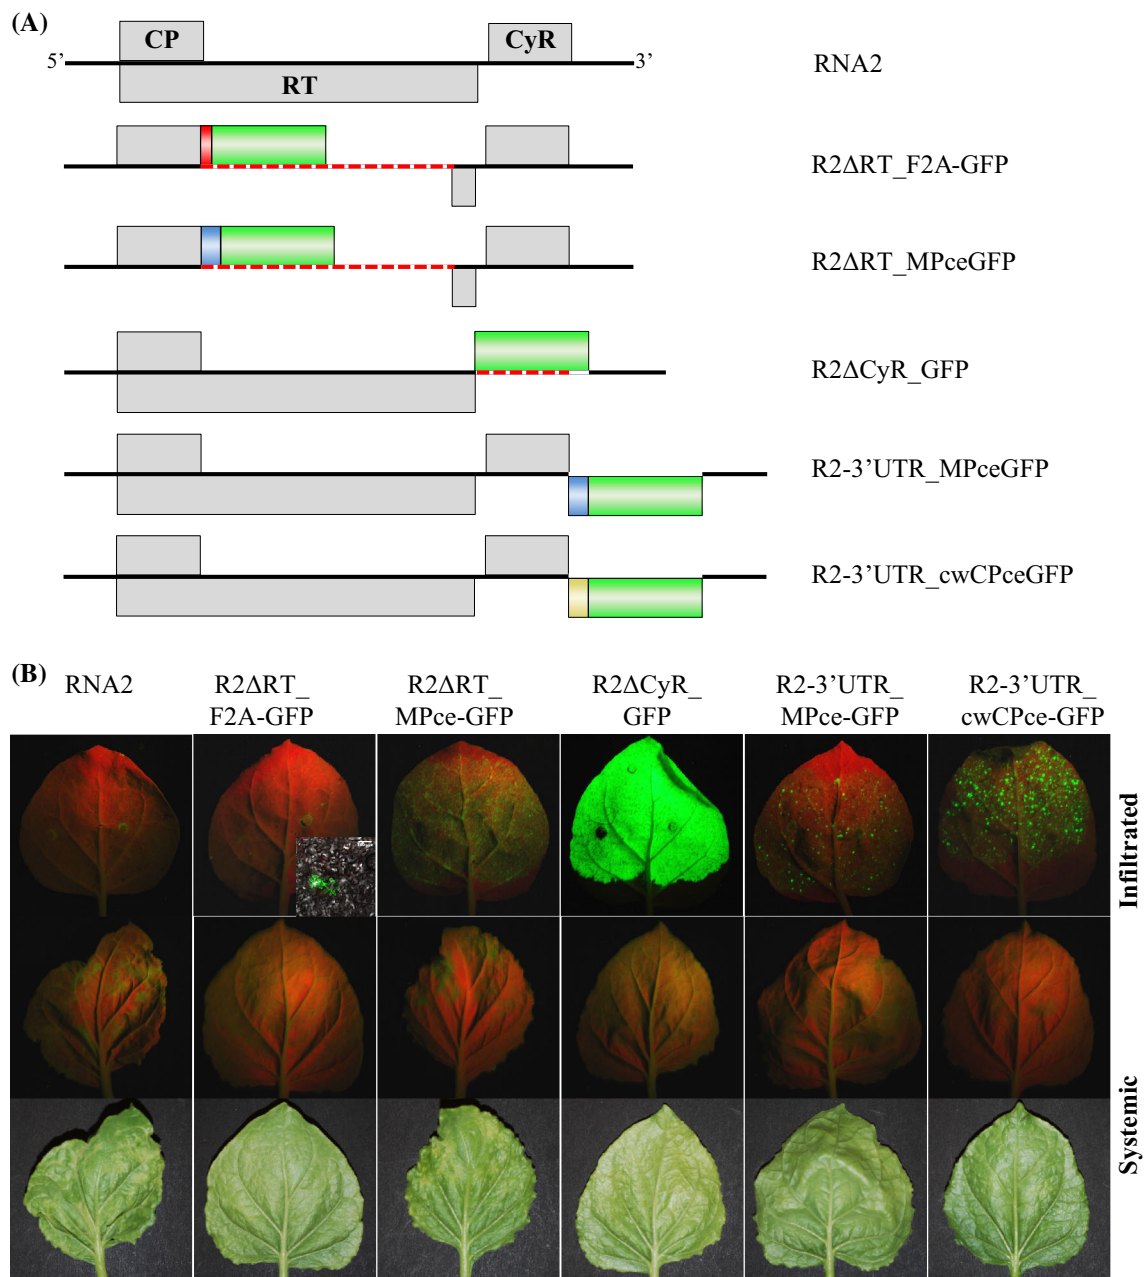 (A)
CP
CyR
5’
3’
RT
RNA2
R2ΔRT_F2A-GFP
R2ΔRT_MPceGFP
R2ΔCyR_GFP
R2-3’UTR_MPceGFP
R2-3’UTR_cwCPceGFP
(B)
RNA2
R2ΔRT_
F2A-GFP
R2ΔRT_
MPce-GFP
R2ΔCyR_
GFP
R2-3’UTR_
MPce-GFP
R2-3’UTR_
cwCPce-GFP
Infiltrated
Systemic